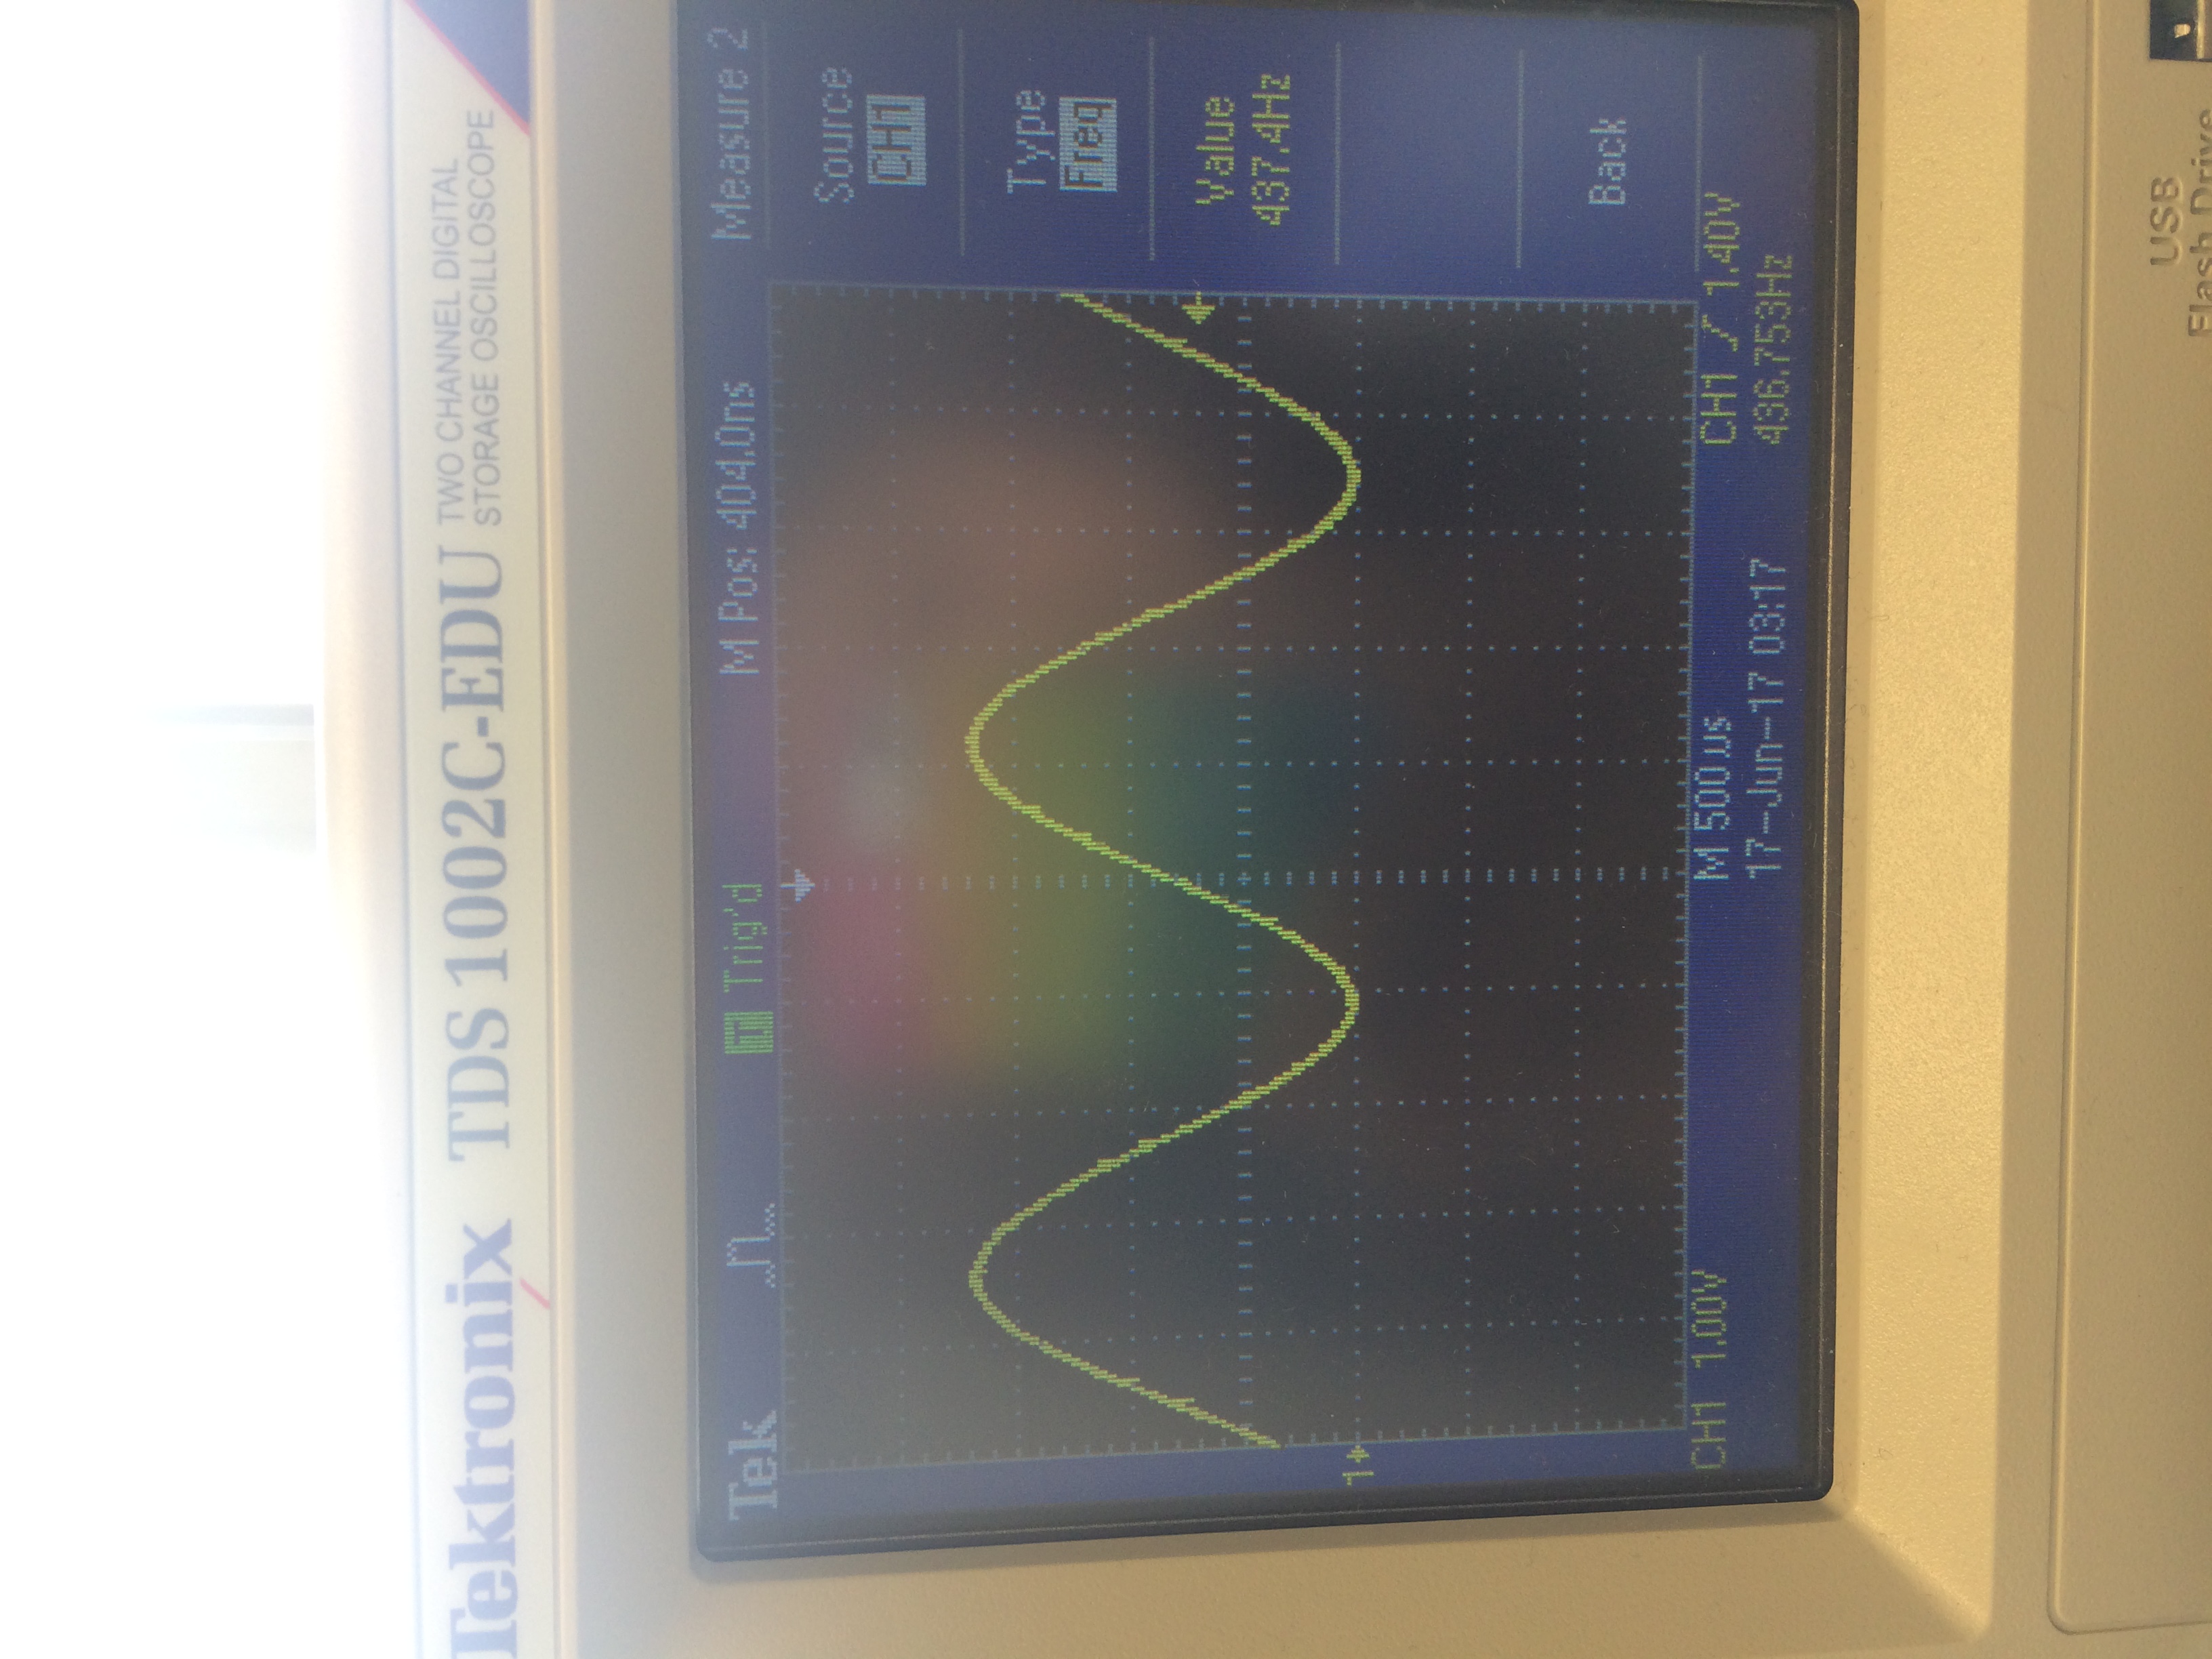 Tektronix TDS 1002C-EDU TWO CHANNEL DIGITAL
STORAGE OSCILLOSCOPE
Tek T Trig'd M Pos: 404.0ns Measure 2
Source
CH1
Type
Freq
Value
437.4Hz
1
Back
CH1 1.00V M 500µs CH1 1.40V
17-Jun-17 03:17 436.753Hz
USB
Flash Drive